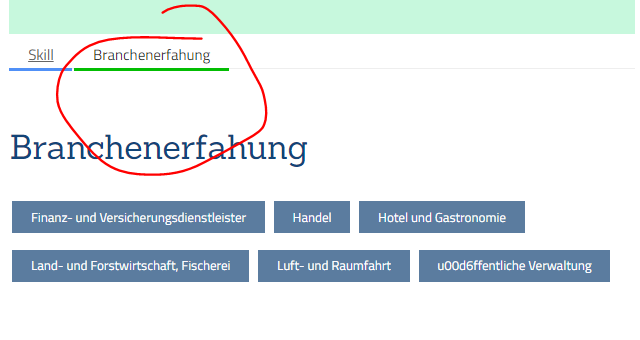 Skill Branchenerfahung
Branchenerfahung
Finanz- und Versicherungsdienstleister Handel Hotel und Gastronomie
Land- und Forstwirtschaft, Fischerei Luft- und Raumfahrt u00d6ffentliche Verwaltung